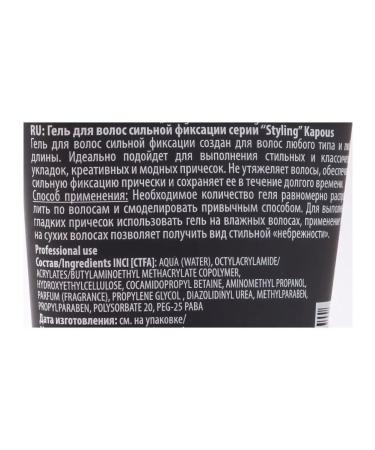 RU: Гель для волос сильной фиксации серии "Styling" Kapous
Гель для волос сильной фиксации создан для волос любого типа и
длины. Идеально подойдет для выполнения стильных и классич
укладок, креативных и модных причесок. Не утяжеляет волосы, обеспеч
сильную фиксацию прически и сохраняет ее в течение долгого времени.
Способ применения: Необходимое количество геля равномерно расп
лить по волосам и смоделировать привычным способом. Для выпол
гладких причесок использовать гель на влажных волосах, применени
на сухих волосах позволяет получить вид стильной «небрежности».
Professional use
Состав/Ingredients INCI [CTFA]: AQUA (WATER), OCTYLACRYLAMIDE/
ACRYLATES/BUTYLAMINOETHYL METHACRYLATE COPOLYMER,
HYDROXYETHYLCELLULOSE, COCAMIDOPROPYL BETAINE, AMINOMETHYL PROPANOL,
PARFUM (FRAGRANCE), PROPYLENE GLYCOL , DIAZOLIDINYL UREA, METHYLPARABEN,
PROPYLPARABEN, POLYSORBATE 20, PEG-25 PABA
Дата изготовления: см. на упаковке/